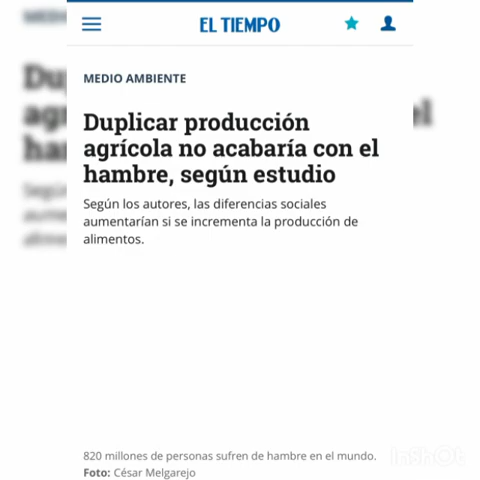 EL TIEMPO
MEDIO AMBIENTE
Duplicar producción
agrícola no acabaría con el
hambre, según estudio
Según los autores, las diferencias sociales
aumentarían si se incrementa la producción de
alimentos.
820 millones de personas sufren de hambre en el mundo.
Foto: César Melgarejo
InShOt